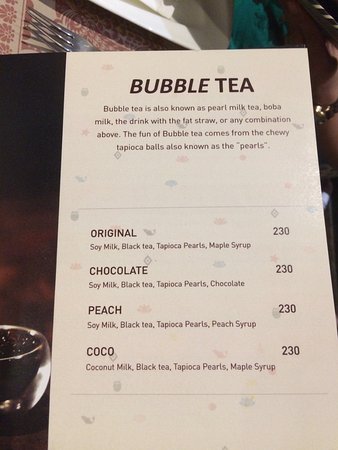 BUBBLE TEA
Bubble tea is also known as pearl milk tea, boba
milk, the drink with the fat straw, or any combination
above. The fun of Bubble tea comes from the chewy
tapioca balls also known as the "pearls".
ORIGINAL 230
Soy Milk, Black tea, Tapioca Pearls, Maple Syrup
CHOCOLATE 230
Soy Milk, Black tea, Tapioca Pearls, Chocolate
PEACH 230
Soy Milk, Black tea, Tapioca Pearls, Peach Syrup
COCO 230
Coconut Milk, Black tea, Tapioca Pearls, Maple Syrup